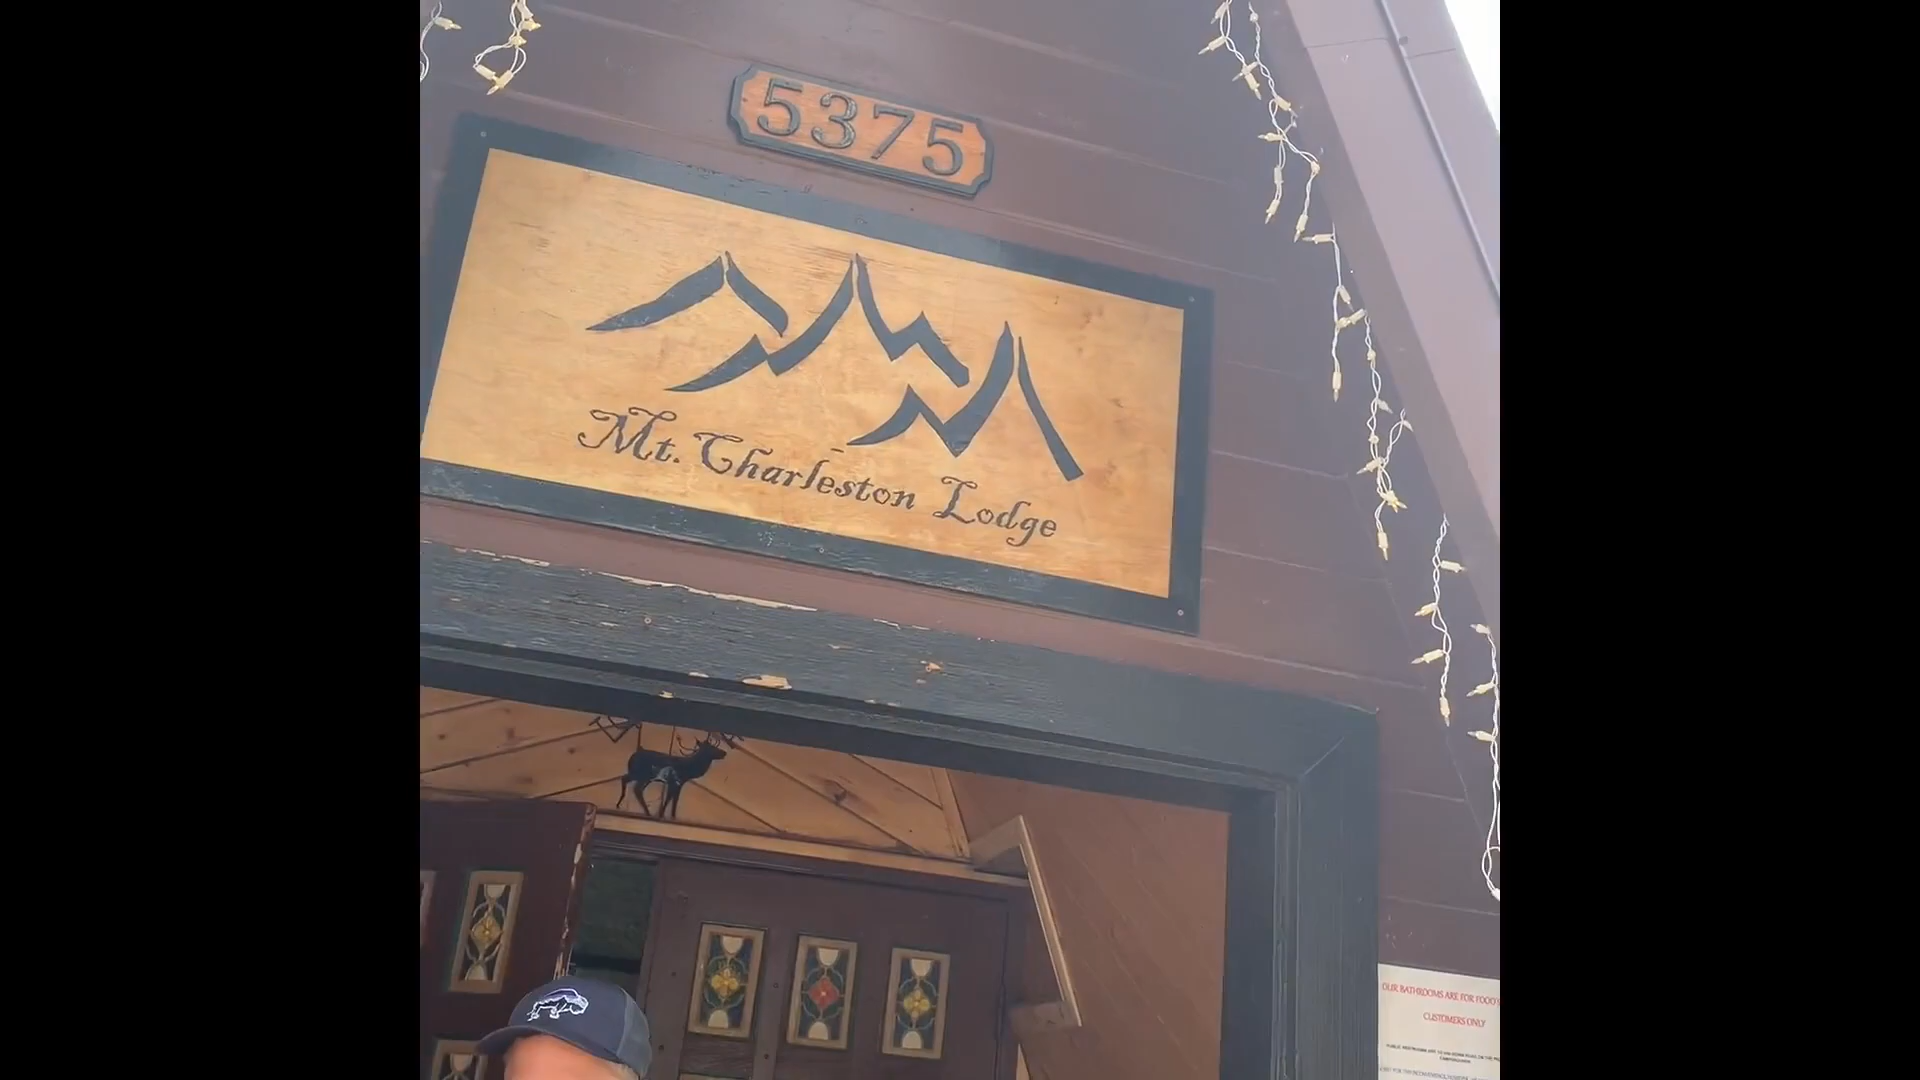 5375
Mt. Charleston Lodge
OUR BATHROOMS ARE FOR FOOD
CUSTOMERS ONLY